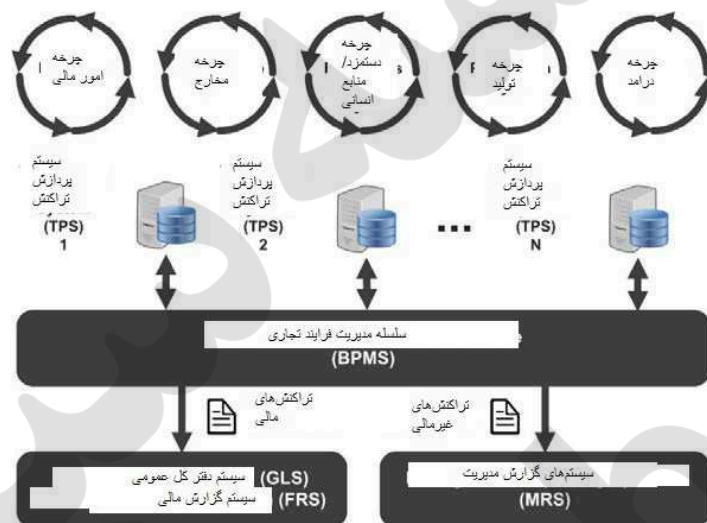 چرخه
امور مالی
چرخه
مخارج
چرخه
دستمزد/
منابع
انسانی
چرخه
تولید
چرخه
درامد
سیستم
پردازش
تراکنش
(TPS)
1
سیستم
پردازش
تراکنش
(TPS)
2
...
سیستم
پردازش
تراکنش
(TPS)
N
سلسله مدیریت فرایند تجاری
(BPMS)
تراکنش‌های
مالی
تراکنش‌های
غیرمالی
سیستم دفتر کل عمومی (GLS)
سیستم گزارش مالی (FRS)
سیستم‌های گزارش مدیریت
(MRS)